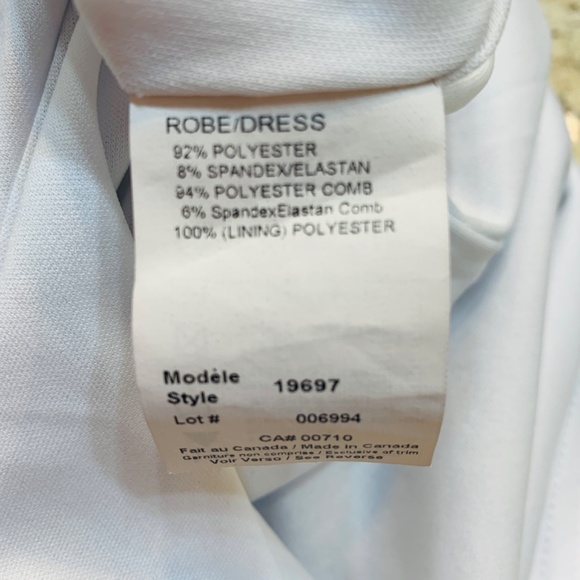 ROBE/DRESS
92% POLYESTER
8% SPANDEX/ELASTAN
94% POLYESTER COMB
6% SpandexElastan Comb
100% (LINING) POLYESTER
Modèle
Style 19697
Lot # 006994
CA# 00710
Fait au Canada / Made in Canada
Garniture non comprise / Exclusive of trim
Voir Verso / See Reverse